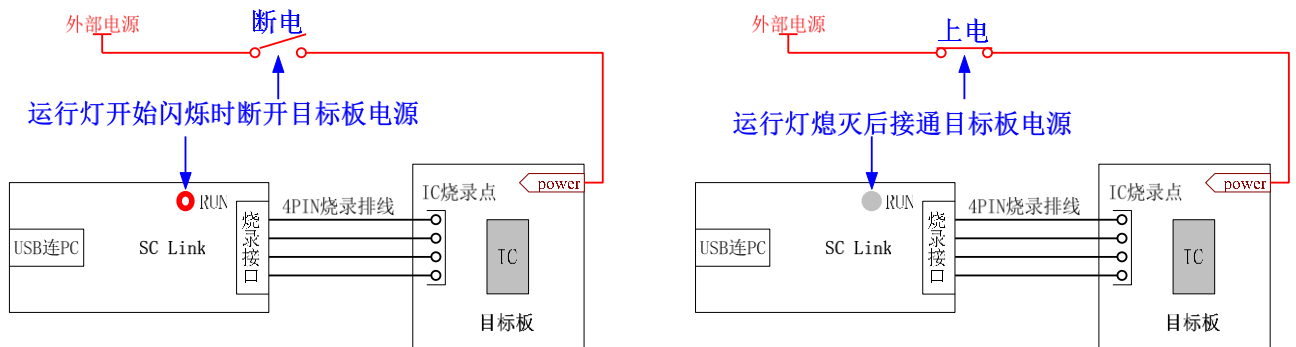 外部电源
断电
运行灯开始闪烁时断开目标板电源
power
RUN
IC烧录点
4PIN烧录排线
烧录接口
USB连PC
SC Link
TC
目标板
外部电源
上电
运行灯熄灭后接通目标板电源
power
RUN
IC烧录点
4PIN烧录排线
烧录接口
USB连PC
SC Link
TC
目标板